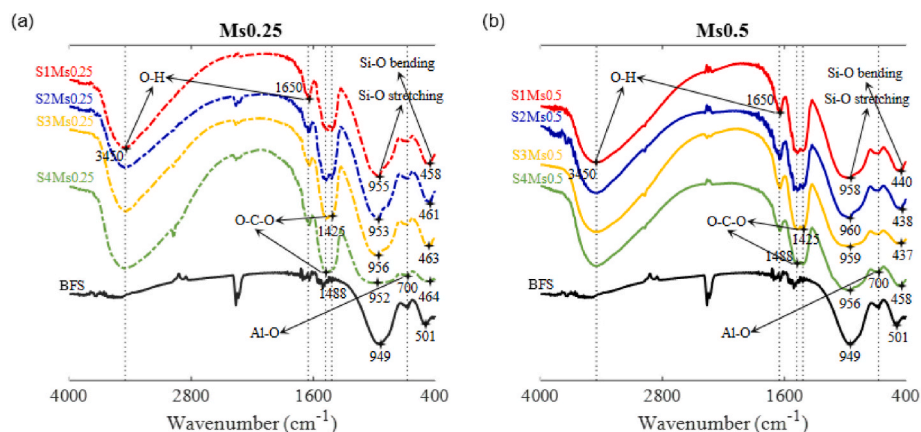 (a)
Ms0.25
S1Ms0.25
S2Ms0.25
S3Ms0.25
S4Ms0.25
BFS
O-H
1650
3450
Si-O bending
Si-O stretching
955
458
953
461
O-C-O
1425
956
463
1488
952
700
464
Al-O
949
501
4000
2800
1600
400
Wavenumber (cm-1)
(b)
Ms0.5
S1Ms0.5
S2Ms0.5
S3Ms0.5
S4Ms0.5
BFS
O-H
1650
3450
Si-O bending
Si-O stretching
958
440
960
438
O-C-O
1425
959
437
1488
956
700
458
Al-O
949
501
4000
2800
1600
400
Wavenumber (cm-1)